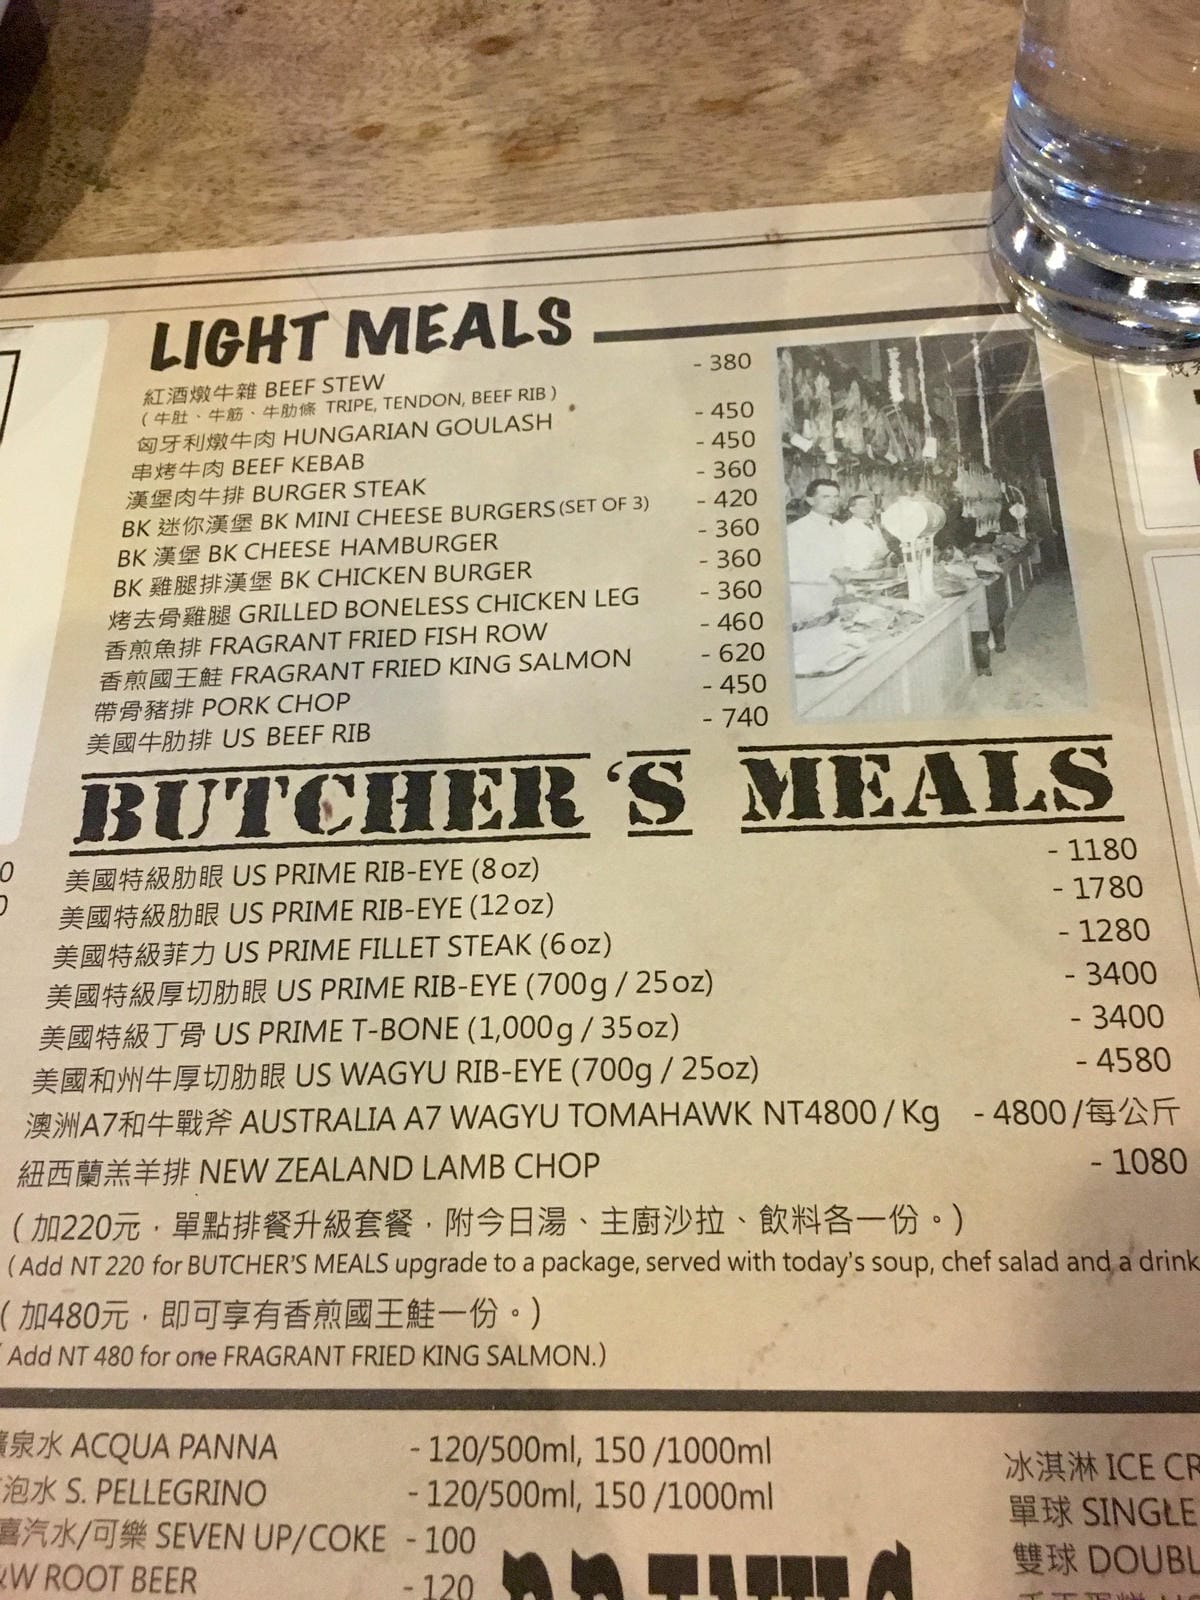 LIGHT MEALS
紅酒燉牛雜 BEEF STEW - 380
(牛肚、牛筋、牛肋條 TRIPE, TENDON, BEEF RIB)
匈牙利燉牛肉 HUNGARIAN GOULASH - 450
串烤牛肉 BEEF KEBAB - 450
漢堡肉牛排 BURGER STEAK - 360
BK 迷你漢堡 BK MINI CHEESE BURGERS(SET OF 3) - 420
BK 漢堡 BK CHEESE HAMBURGER - 360
BK 雞腿排漢堡 BK CHICKEN BURGER - 360
烤去骨雞腿 GRILLED BONELESS CHICKEN LEG - 360
香煎魚排 FRAGRANT FRIED FISH ROW - 460
香煎國王鮭 FRAGRANT FRIED KING SALMON - 620
帶骨豬排 PORK CHOP - 450
美國牛肋排 US BEEF RIB - 740
BUTCHER 'S MEALS
美國特級肋眼 US PRIME RIB-EYE (8oz) - 1180
美國特級肋眼 US PRIME RIB-EYE (12oz) - 1780
美國特級菲力 US PRIME FILLET STEAK (6oz) - 1280
美國特級厚切肋眼 US PRIME RIB-EYE (700g / 25oz) - 3400
美國特級丁骨 US PRIME T-BONE (1,000g / 35oz) - 3400
美國和州牛厚切肋眼 US WAGYU RIB-EYE (700g / 25oz) - 4580
澳洲A7和牛戰斧 AUSTRALIA A7 WAGYU TOMAHAWK NT4800 / Kg - 4800 /每公斤
紐西蘭羔羊排 NEW ZEALAND LAMB CHOP - 1080
(加220元，單點排餐升級套餐，附今日湯、主廚沙拉、飲料各一份。)
(Add NT 220 for BUTCHER'S MEALS upgrade to a package, served with today's soup, chef salad and a drink
(加480元，即可享有香煎國王鮭一份。)
(Add NT 480 for one FRAGRANT FRIED KING SALMON.)
泉水 ACQUA PANNA - 120/500ml, 150 /1000ml
泡水 S. PELLEGRINO - 120/500ml, 150 /1000ml
喜汽水/可樂 SEVEN UP/COKE - 100
&W ROOT BEER - 120
冰淇淋 ICE CR
單球 SINGLE
雙球 DOUBL